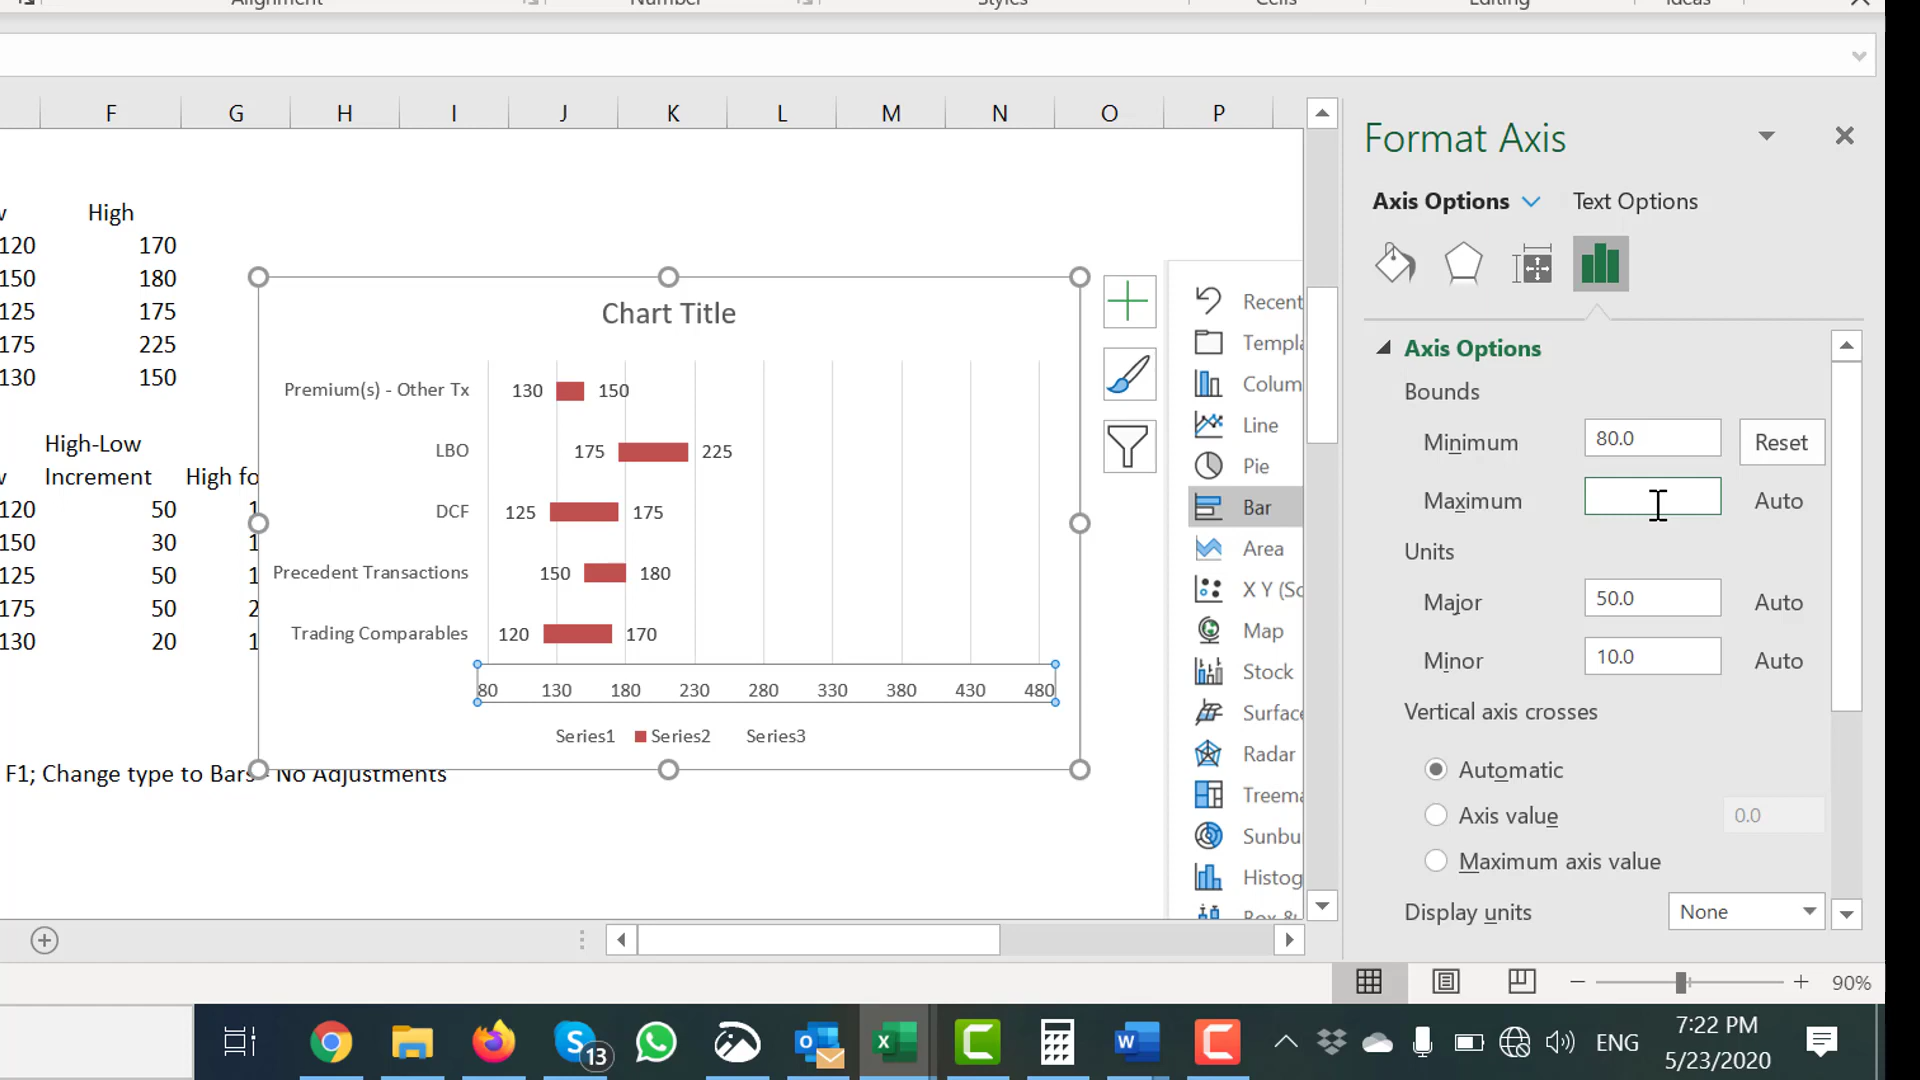 Alignment Number Styles Cells Editing Ideas
F G H I J K L M N O P
High
120 170
150 180
125 175
175 225
130 150
High-Low
Increment High fo
120 50
150 30
125 50
175 50 2
130 20
F1; Change type to Bars - No Adjustments
Chart Title
Premium(s) - Other Tx 130 150
LBO 175 225
DCF 125 175
Precedent Transactions 150 180
Trading Comparables 120 170
80 130 180 230 280 330 380 430 480
Series1 Series2 Series3
Recent
Templa
Colum
Line
Pie
Bar
Area
X Y (Sc
Map
Stock
Surface
Radar
Treema
Sunbu
Histog
Box &
Format Axis
Axis Options Text Options
Axis Options
Bounds
Minimum 80.0 Reset
Maximum Auto
Units
Major 50.0 Auto
Minor 10.0 Auto
Vertical axis crosses
Automatic
Axis value 0.0
Maximum axis value
Display units None
90%
13 ENG 7:22 PM
5/23/2020